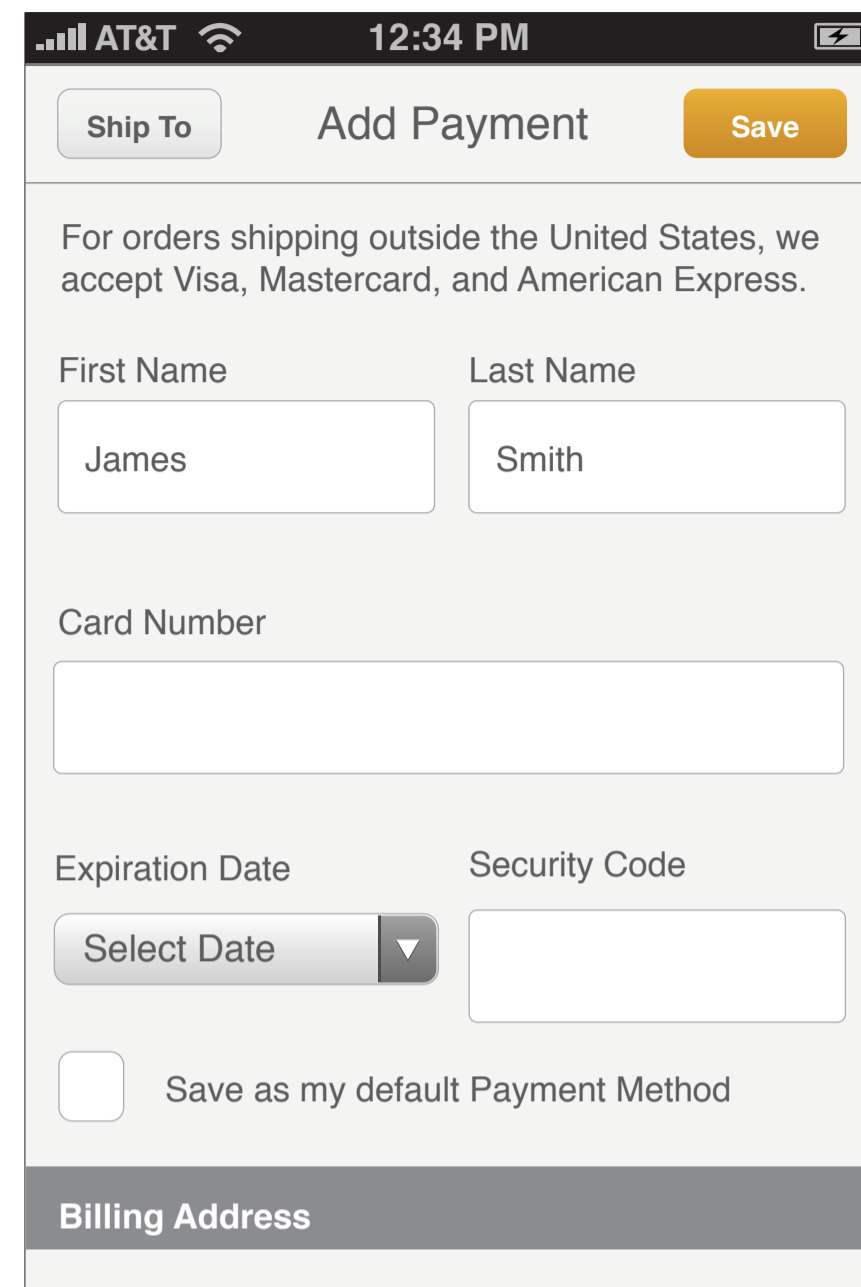 AT&T 12:34 PM
Ship To Add Payment Save
For orders shipping outside the United States, we
accept Visa, Mastercard, and American Express.
First Name Last Name
James Smith
Card Number
Expiration Date Security Code
Select Date
Save as my default Payment Method
Billing Address